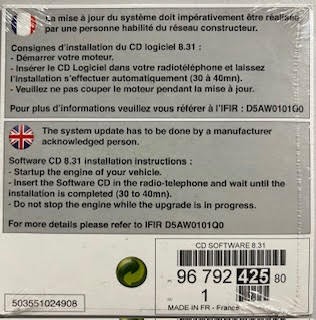 La mise à jour du système doit impérativement être réalisée
par une personne habilité du réseau constructeur.
Consignes d'installation du CD logiciel 8.31 :
- Démarrer votre moteur.
- Insérer le CD Logiciel dans votre radiotéléphone et laissez
l'installation s'effectuer automatiquement (30 à 40mn).
- Veuillez ne pas couper le moteur pendant la mise à jour.
Pour plus d'informations veuillez vous référer à l'IFIR : D5AW0101Q0
The system update has to be done by a manufacturer
acknowledged person.
Software CD 8.31 installation instructions :
- Startup the engine of your vehicle.
- Insert the Software CD in the radio-telephone and wait until the
installation is completed (30 to 40mn).
- Do not stop the engine while the upgrade is in progress.
For more details please refer to IFIR D5AW0101Q0
CD SOFTWARE 8.31
96 792 425 80
1
MADE IN FR - France
503551024908